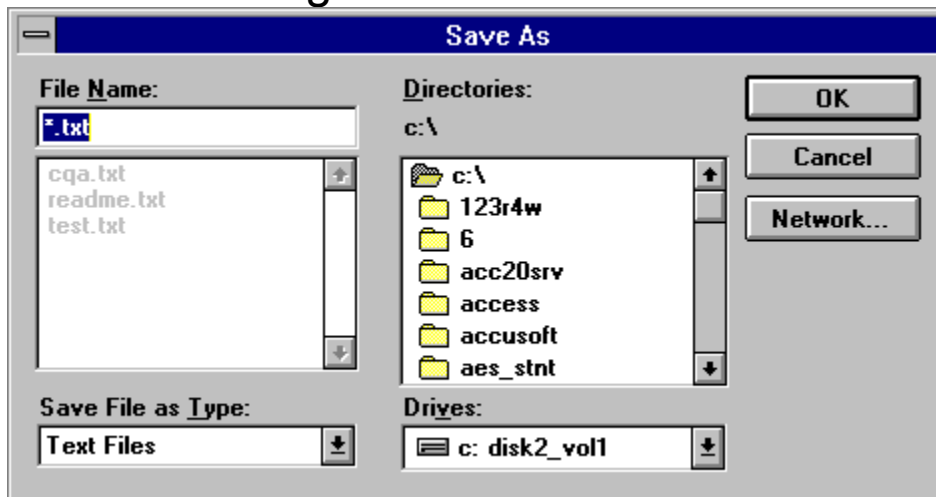 Save As
File Name:
*.txt
cqa.txt
readme.txt
test.txt
Save File as Type:
Text Files
Directories:
c:\
c:\
123r4w
6
acc20srv
access
accusoft
aes_stnt
Drives:
c: disk2_vol1
OK
Cancel
Network...